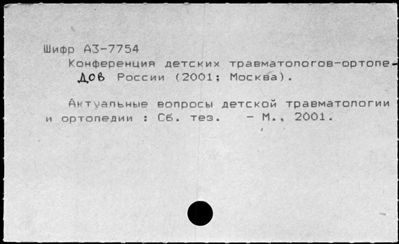 Шифр А3-7754
Конференция детских травматологов-ортопе-
дов России (2001; Москва).
Актуальные вопросы детской травматологии
и ортопедии : Сб. тез. - М., 2001.